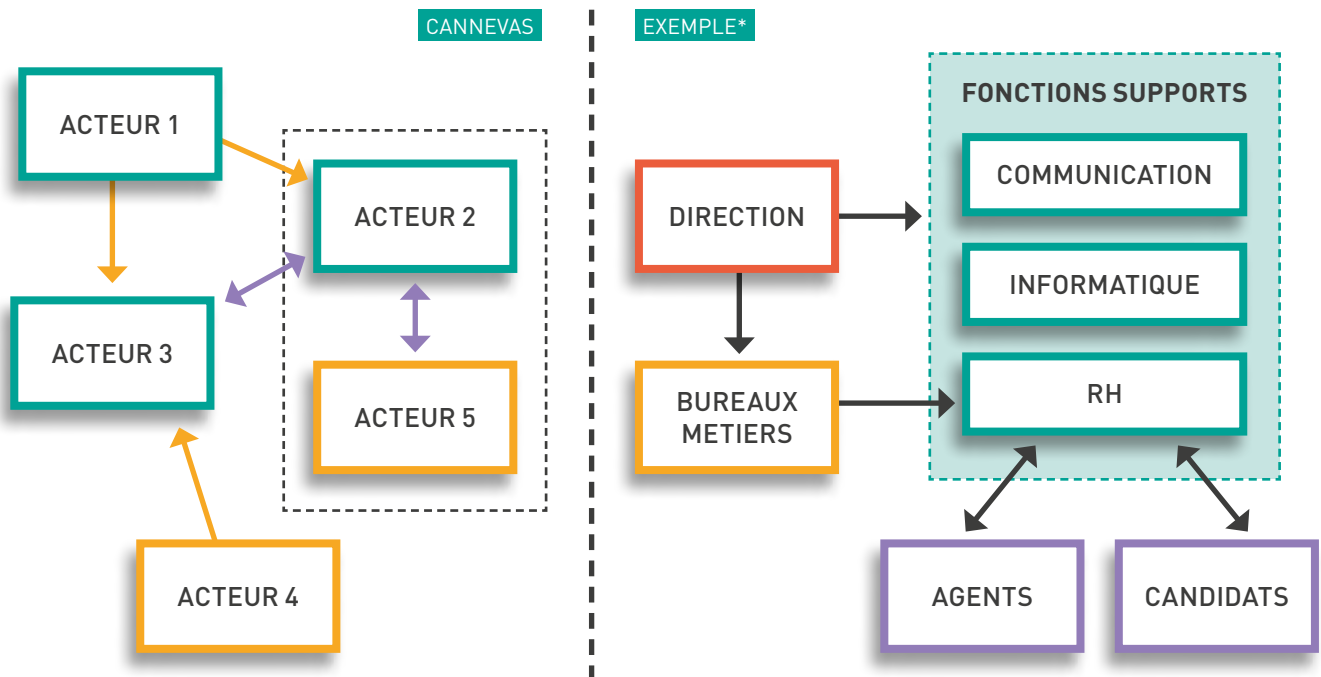 CANNEVAS
ACTEUR 1
ACTEUR 2
ACTEUR 3
ACTEUR 5
ACTEUR 4
EXEMPLE*
FONCTIONS SUPPORTS
COMMUNICATION
DIRECTION
INFORMATIQUE
RH
BUREAUX
METIERS
AGENTS
CANDIDATS